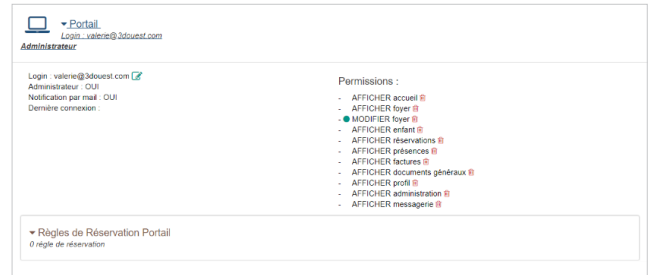 Portail
Login : valerie@3douest.com
Administrateur
Login : valerie@3douest.com
Administrateur : OUI
Notification par mail : OUI
Dernière connexion :
Permissions :
- AFFICHER accueil
- AFFICHER foyer
- MODIFIER foyer
- AFFICHER enfant
- AFFICHER réservations
- AFFICHER présences
- AFFICHER factures
- AFFICHER documents généraux
- AFFICHER profil
- AFFICHER administration
- AFFICHER messagerie
Règles de Réservation Portail
0 règle de réservation